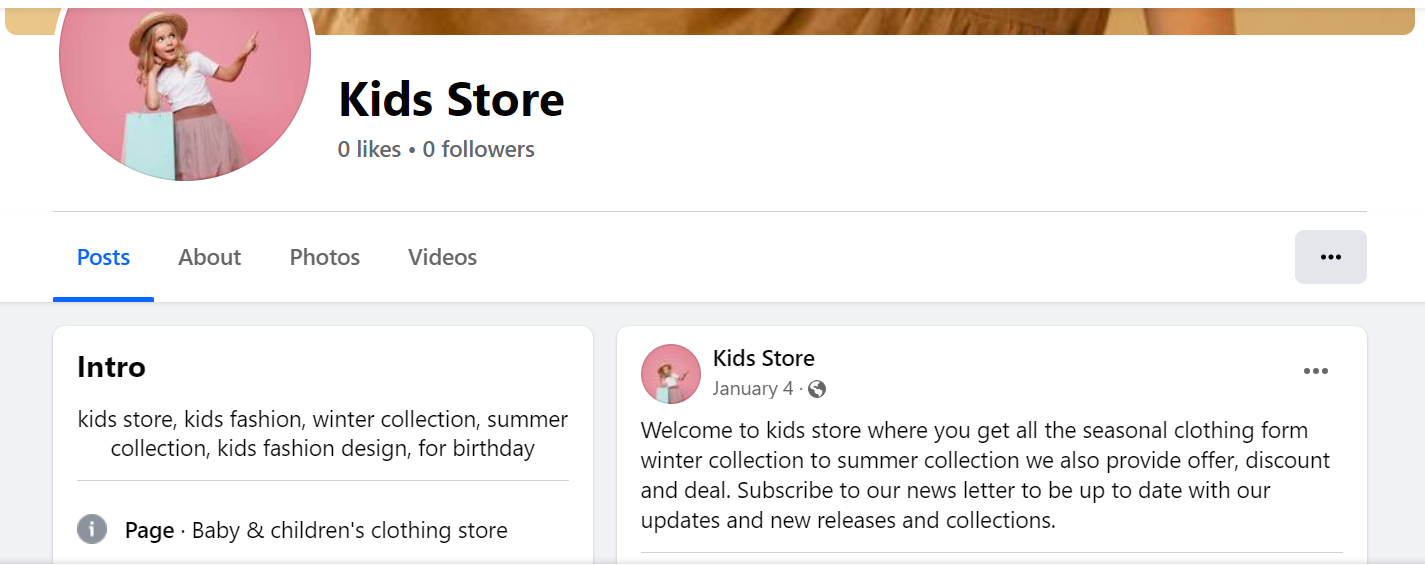 Kids Store
0 likes • 0 followers
Posts
About
Photos
Videos
Intro
kids store, kids fashion, winter collection, summer
collection, kids fashion design, for birthday
Page · Baby & children's clothing store
Kids Store
January 4 ·
Welcome to kids store where you get all the seasonal clothing form
winter collection to summer collection we also provide offer, discount
and deal. Subscribe to our news letter to be up to date with our
updates and new releases and collections.